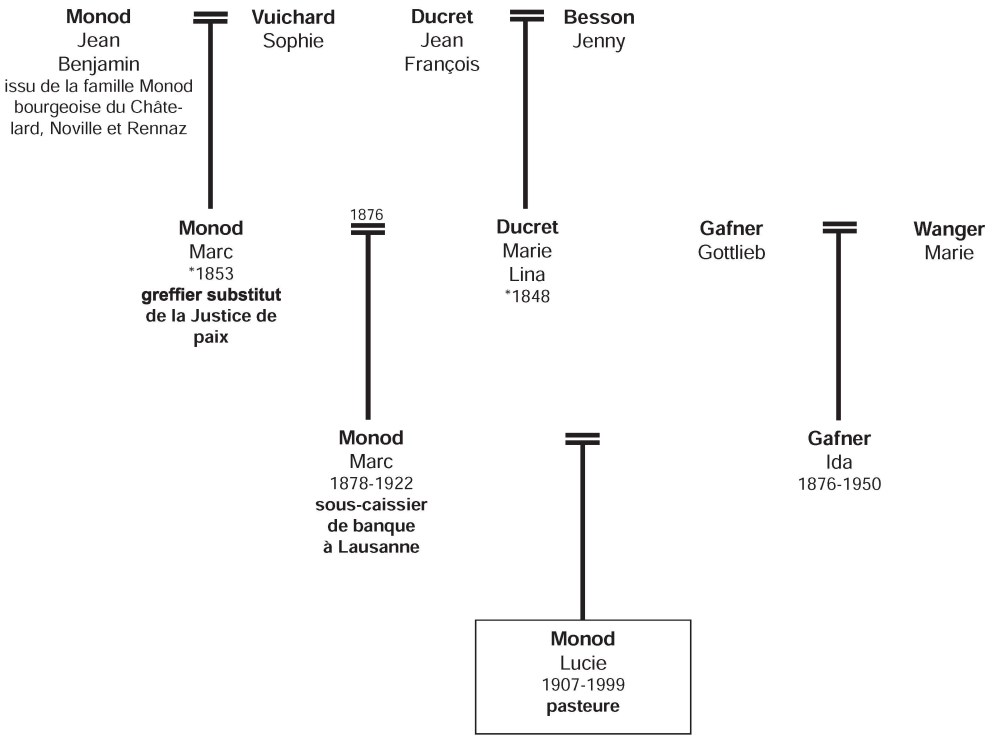 Monod
Jean
Benjamin
issu de la famille Monod
bourgeoise du Châte-
lard, Noville et Rennaz
Vuichard
Sophie
Ducret
Jean
François
Besson
Jenny
Monod
Marc
*1853
greffier substitut
de la Justice de
paix
1876
Ducret
Marie
Lina
*1848
Gafner
Gottlieb
Wanger
Marie
Monod
Marc
1878-1922
sous-caissier
de banque
à Lausanne
Gafner
Ida
1876-1950
Monod
Lucie
1907-1999
pasteure